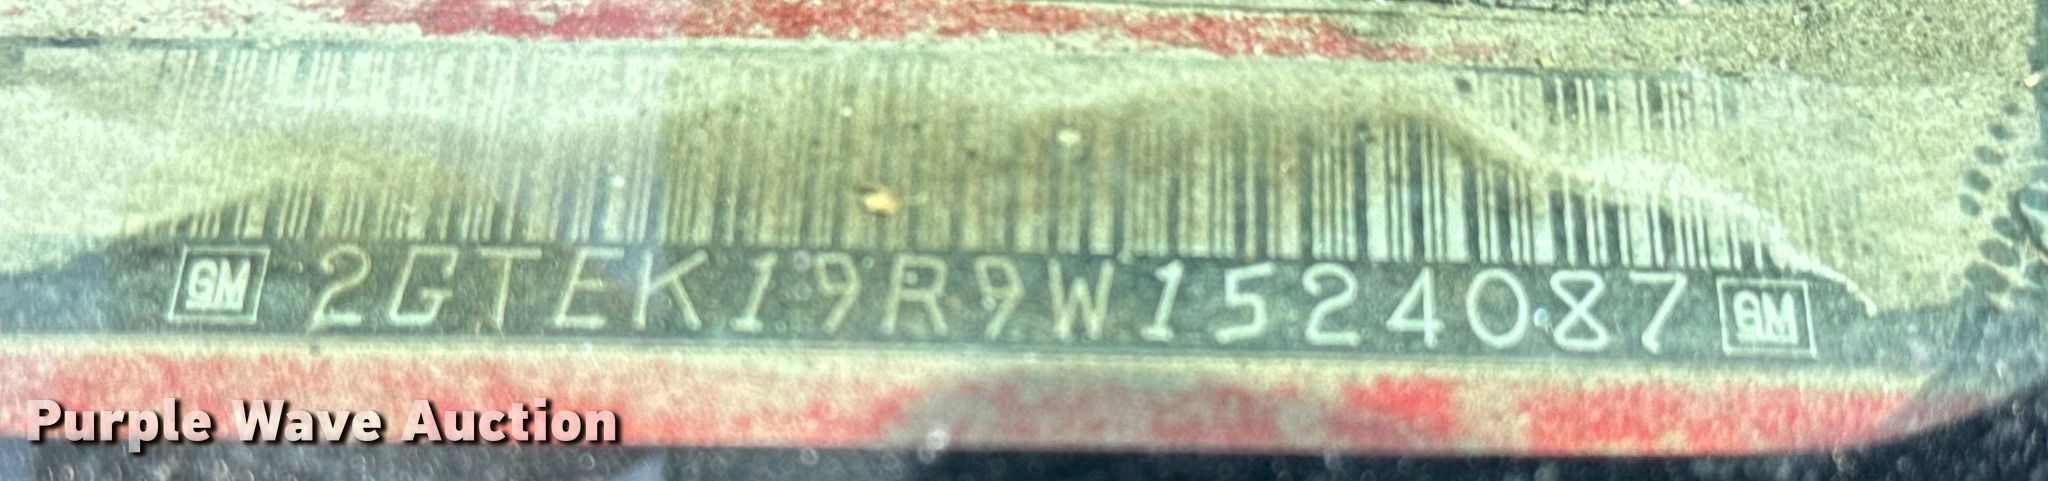 GM 2GTEK19R9W1524087 GM
Purple Wave Auction